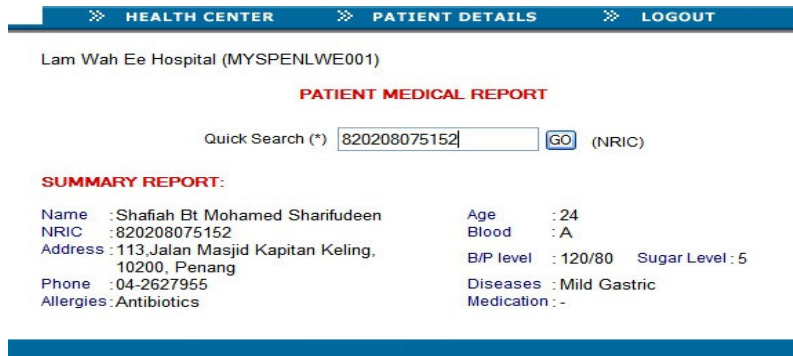 HEALTH CENTER PATIENT DETAILS LOGOUT
Lam Wah Ee Hospital (MYSPENLWE001)
PATIENT MEDICAL REPORT
Quick Search (*) 820208075152 GO (NRIC)
SUMMARY REPORT:
Name :Shafiah Bt Mohamed Sharifudeen Age :24
NRIC :820208075152 Blood :A
Address :113,Jalan Masjid Kapitan Keling, B/P level :120/80 Sugar Level:5
10200, Penang
Phone :04-2627955 Diseases :Mild Gastric
Allergies:Antibiotics Medication:-